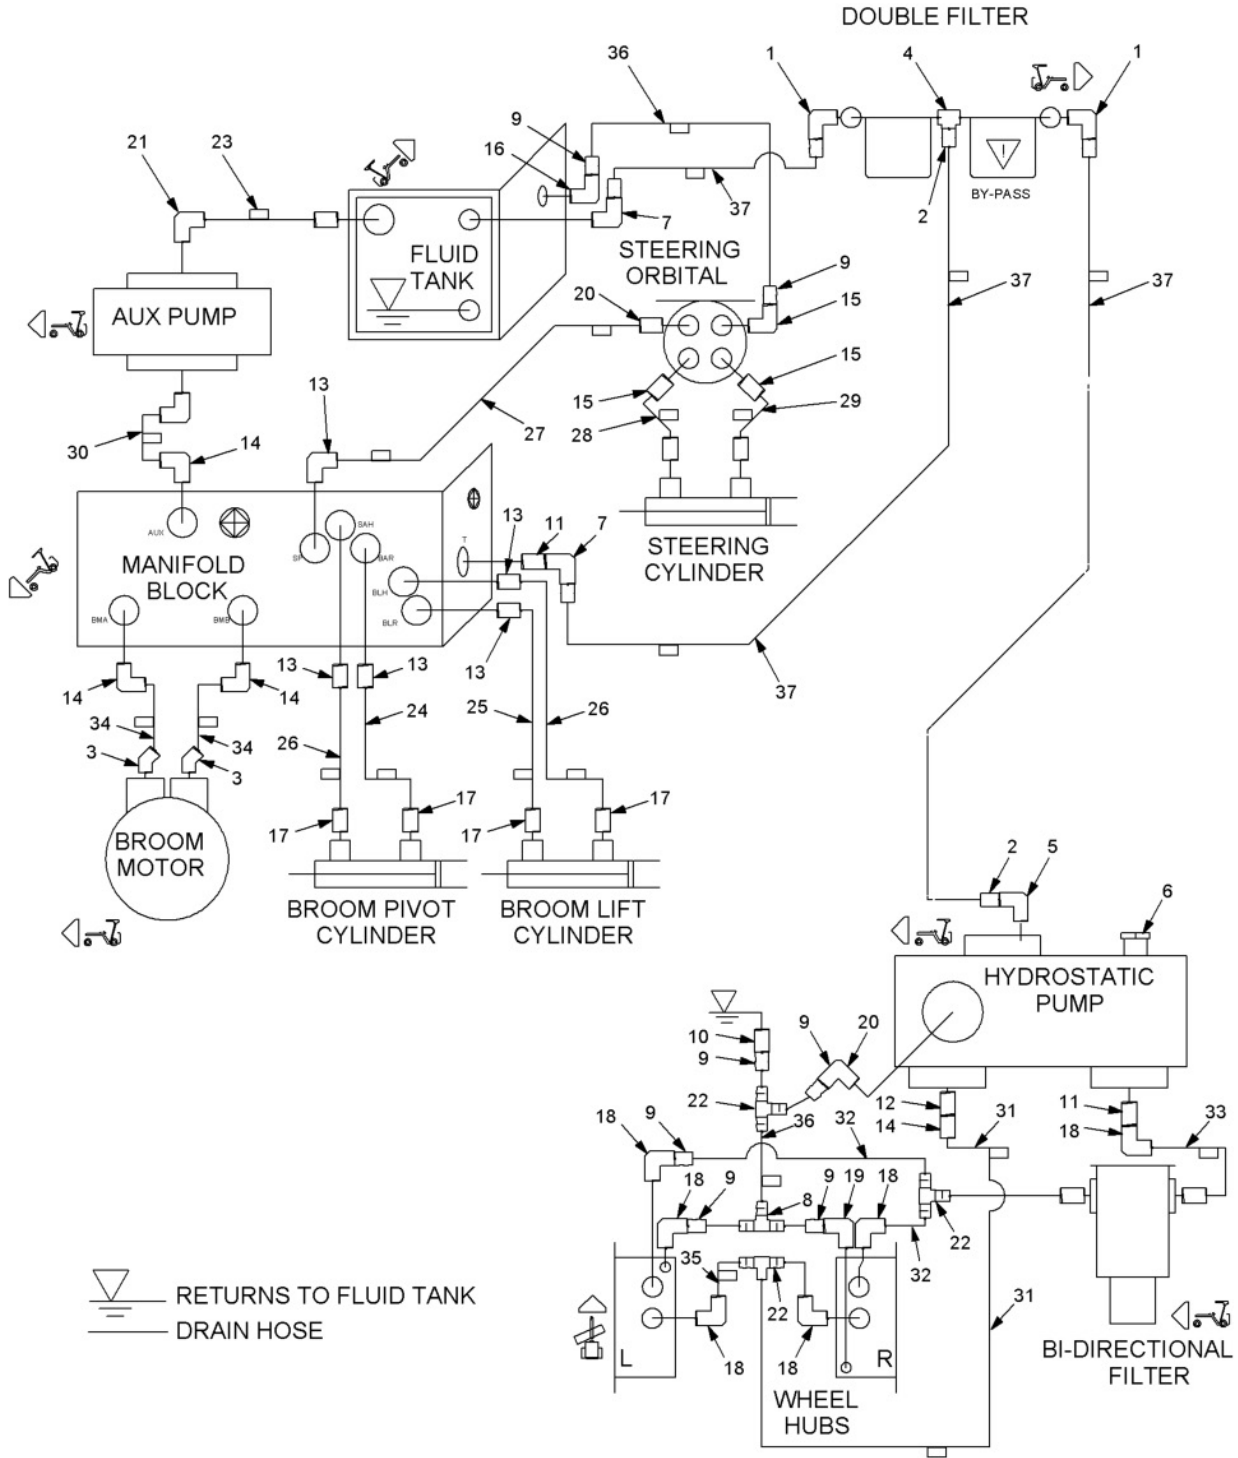 DOUBLE FILTER
36
1
4
1
9
21
23
16
BY-PASS
2
37
7
FLUID
TANK
STEERING
ORBITAL
9
37
37
AUX PUMP
20
15
15
13
15
29
27
28
30
14
AUX
SAH
SP
BAR
T
13
11
7
STEERING
CYLINDER
MANIFOLD
BLOCK
BLH
BMA
BMB
BLR
13
14
14
13
13
37
34
34
24
25
26
3
3
26
BROOM
MOTOR
17
17
17
17
2
5
6
BROOM PIVOT
CYLINDER
BROOM LIFT
CYLINDER
HYDROSTATIC
PUMP
10
9
9
20
22
36
12
14
31
11
18
33
18
9
32
18
9
8
9
19
18
22
32
35
22
31
RETURNS TO FLUID TANK
DRAIN HOSE
L
18
18
R
WHEEL
HUBS
BI-DIRECTIONAL
FILTER